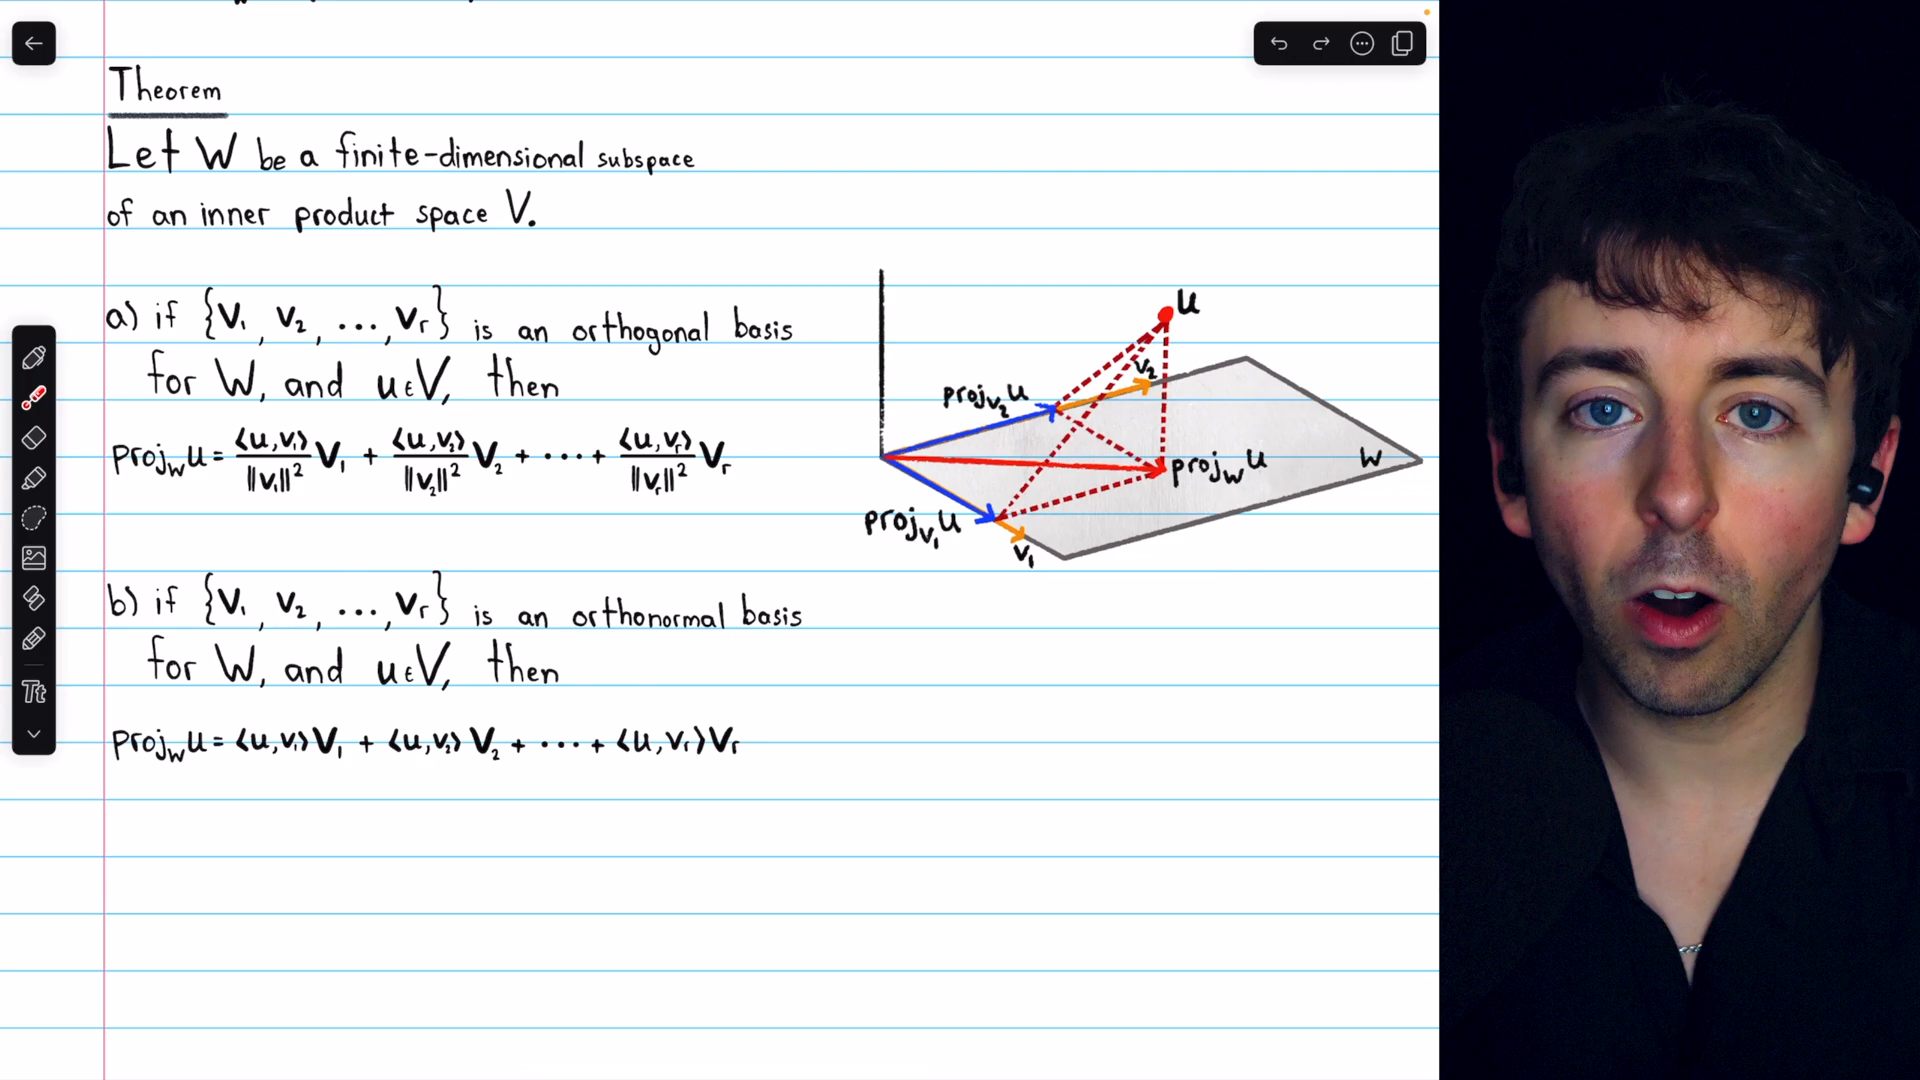 Theorem
Let W be a finite-dimensional subspace
of an inner product space V.
a) if {v₁, v₂, ..., vᵣ} is an orthogonal basis
for W, and u ∈ V, then
proj_W u = <u,v₁>/||v₁||² v₁ + <u,v₂>/||v₂||² v₂ + ··· + <u,vᵣ>/||vᵣ||² vᵣ
b) if {v₁, v₂, ..., vᵣ} is an orthonormal basis
for W, and u ∈ V, then
proj_W u = <u,v₁>v₁ + <u,v₂>v₂ + ··· + <u,vᵣ>vᵣ
u
v₂
proj_v₂ u
W
proj_W u
proj_v₁ u
v₁
Tt